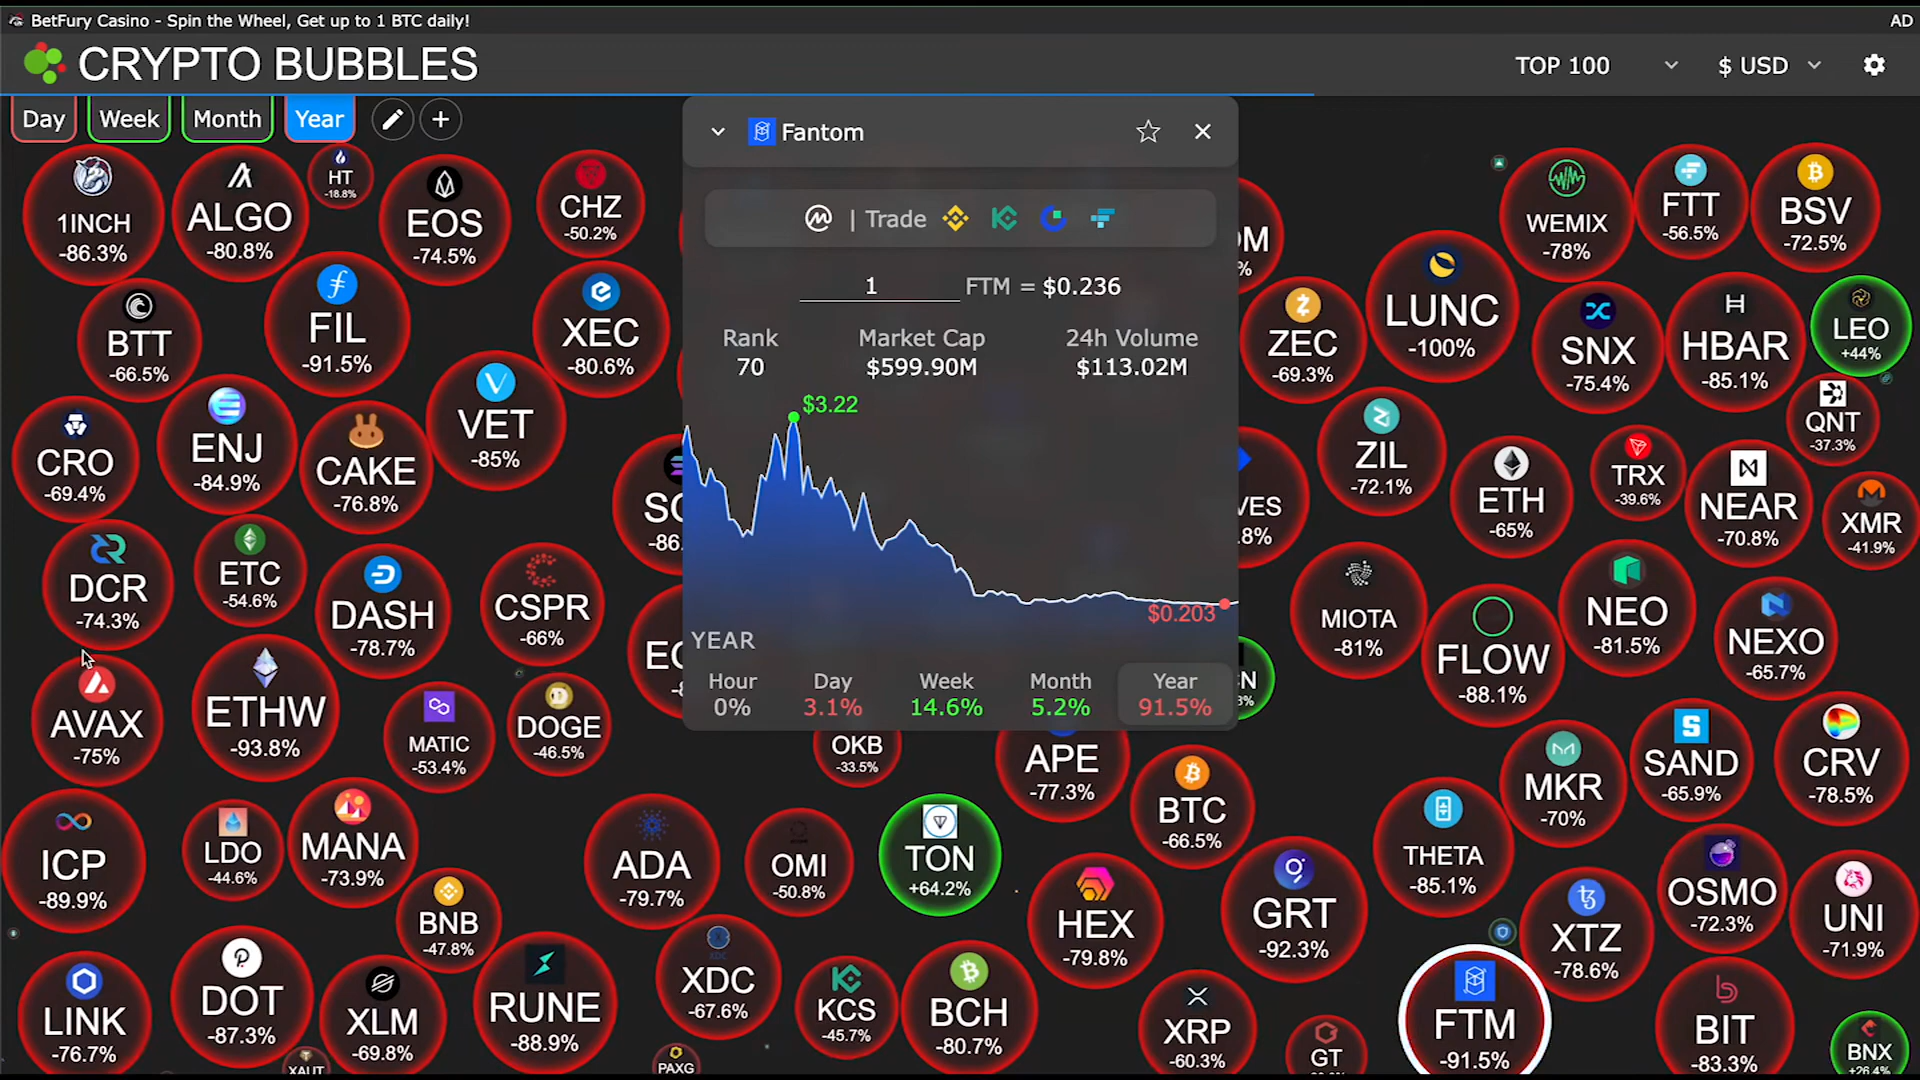 BetFury Casino - Spin the Wheel, Get up to 1 BTC daily!
AD
CRYPTO BUBBLES
TOP 100
$ USD
Day
Week
Month
Year
Fantom
| Trade
1 FTM = $0.236
Rank
Market Cap
24h Volume
70
$599.90M
$113.02M
$3.22
$0.203
YEAR
Hour
Day
Week
Month
Year
0%
3.1%
14.6%
5.2%
91.5%
1INCH
-86.3%
ALGO
-80.8%
HT
-18.8%
EOS
-74.5%
CHZ
-50.2%
WEMIX
-78%
FTT
-56.5%
BSV
-72.5%
BTT
-66.5%
FIL
-91.5%
XEC
-80.6%
ZEC
-69.3%
LUNC
-100%
SNX
-75.4%
HBAR
-85.1%
LEO
+44%
CRO
-69.4%
ENJ
-84.9%
CAKE
-76.8%
VET
-85%
ZIL
-72.1%
ETH
-65%
TRX
-39.6%
NEAR
-70.8%
QNT
-37.3%
XMR
-41.9%
DCR
-74.3%
ETC
-54.6%
DASH
-78.7%
CSPR
-66%
MIOTA
-81%
FLOW
-88.1%
NEO
-81.5%
NEXO
-65.7%
AVAX
-75%
ETHW
-93.8%
MATIC
-53.4%
DOGE
-46.5%
OKB
-33.5%
APE
-77.3%
BTC
-66.5%
MKR
-70%
SAND
-65.9%
CRV
-78.5%
ICP
-89.9%
LDO
-44.6%
MANA
-73.9%
BNB
-47.8%
ADA
-79.7%
OMI
-50.8%
TON
+64.2%
HEX
-79.8%
GRT
-92.3%
THETA
-85.1%
XTZ
-78.6%
OSMO
-72.3%
UNI
-71.9%
LINK
-76.7%
DOT
-87.3%
XLM
-69.8%
RUNE
-88.9%
XDC
-67.6%
KCS
-45.7%
BCH
-80.7%
XRP
-60.3%
GT
FTM
-91.5%
BIT
-83.3%
BNX
+26.4%
XAUT
PAXG